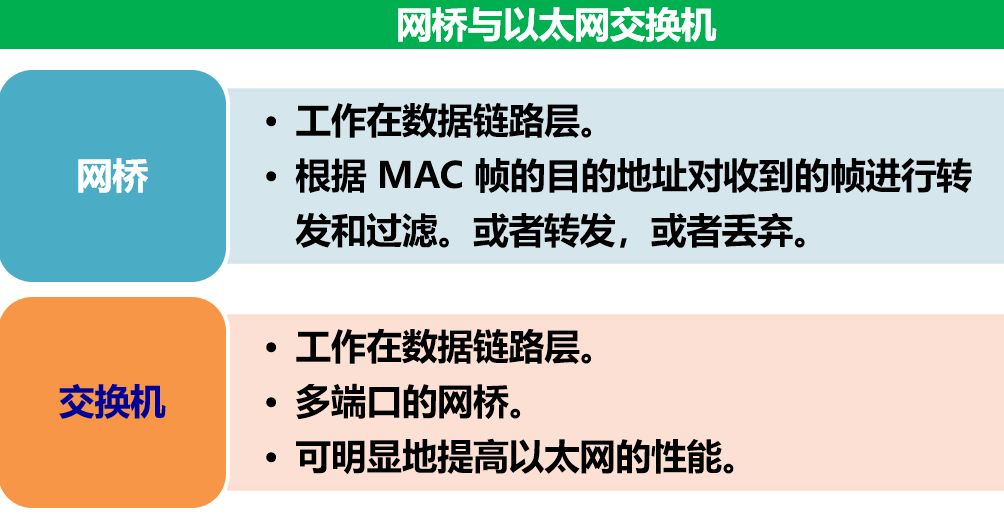 网桥与以太网交换机
网桥
• 工作在数据链路层。
• 根据 MAC 帧的目的地址对收到的帧进行转
发和过滤。或者转发，或者丢弃。
交换机
• 工作在数据链路层。
• 多端口的网桥。
• 可明显地提高以太网的性能。